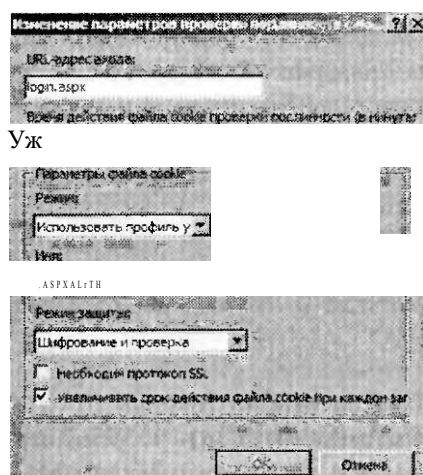 Изменение параметров проверки
URL-адрес входа:
login.aspx
Время действия файла cookie проверки подлинности (в минутах
Уж
Параметры файла cookie
Режим:
Использовать профиль у
Имя:
.ASPXALrTH
Режим защиты:
Шифрование и проверка
Необходим протокол SSL
Увеличивать срок действия файла cookie при каждом заг
OK
Отмена